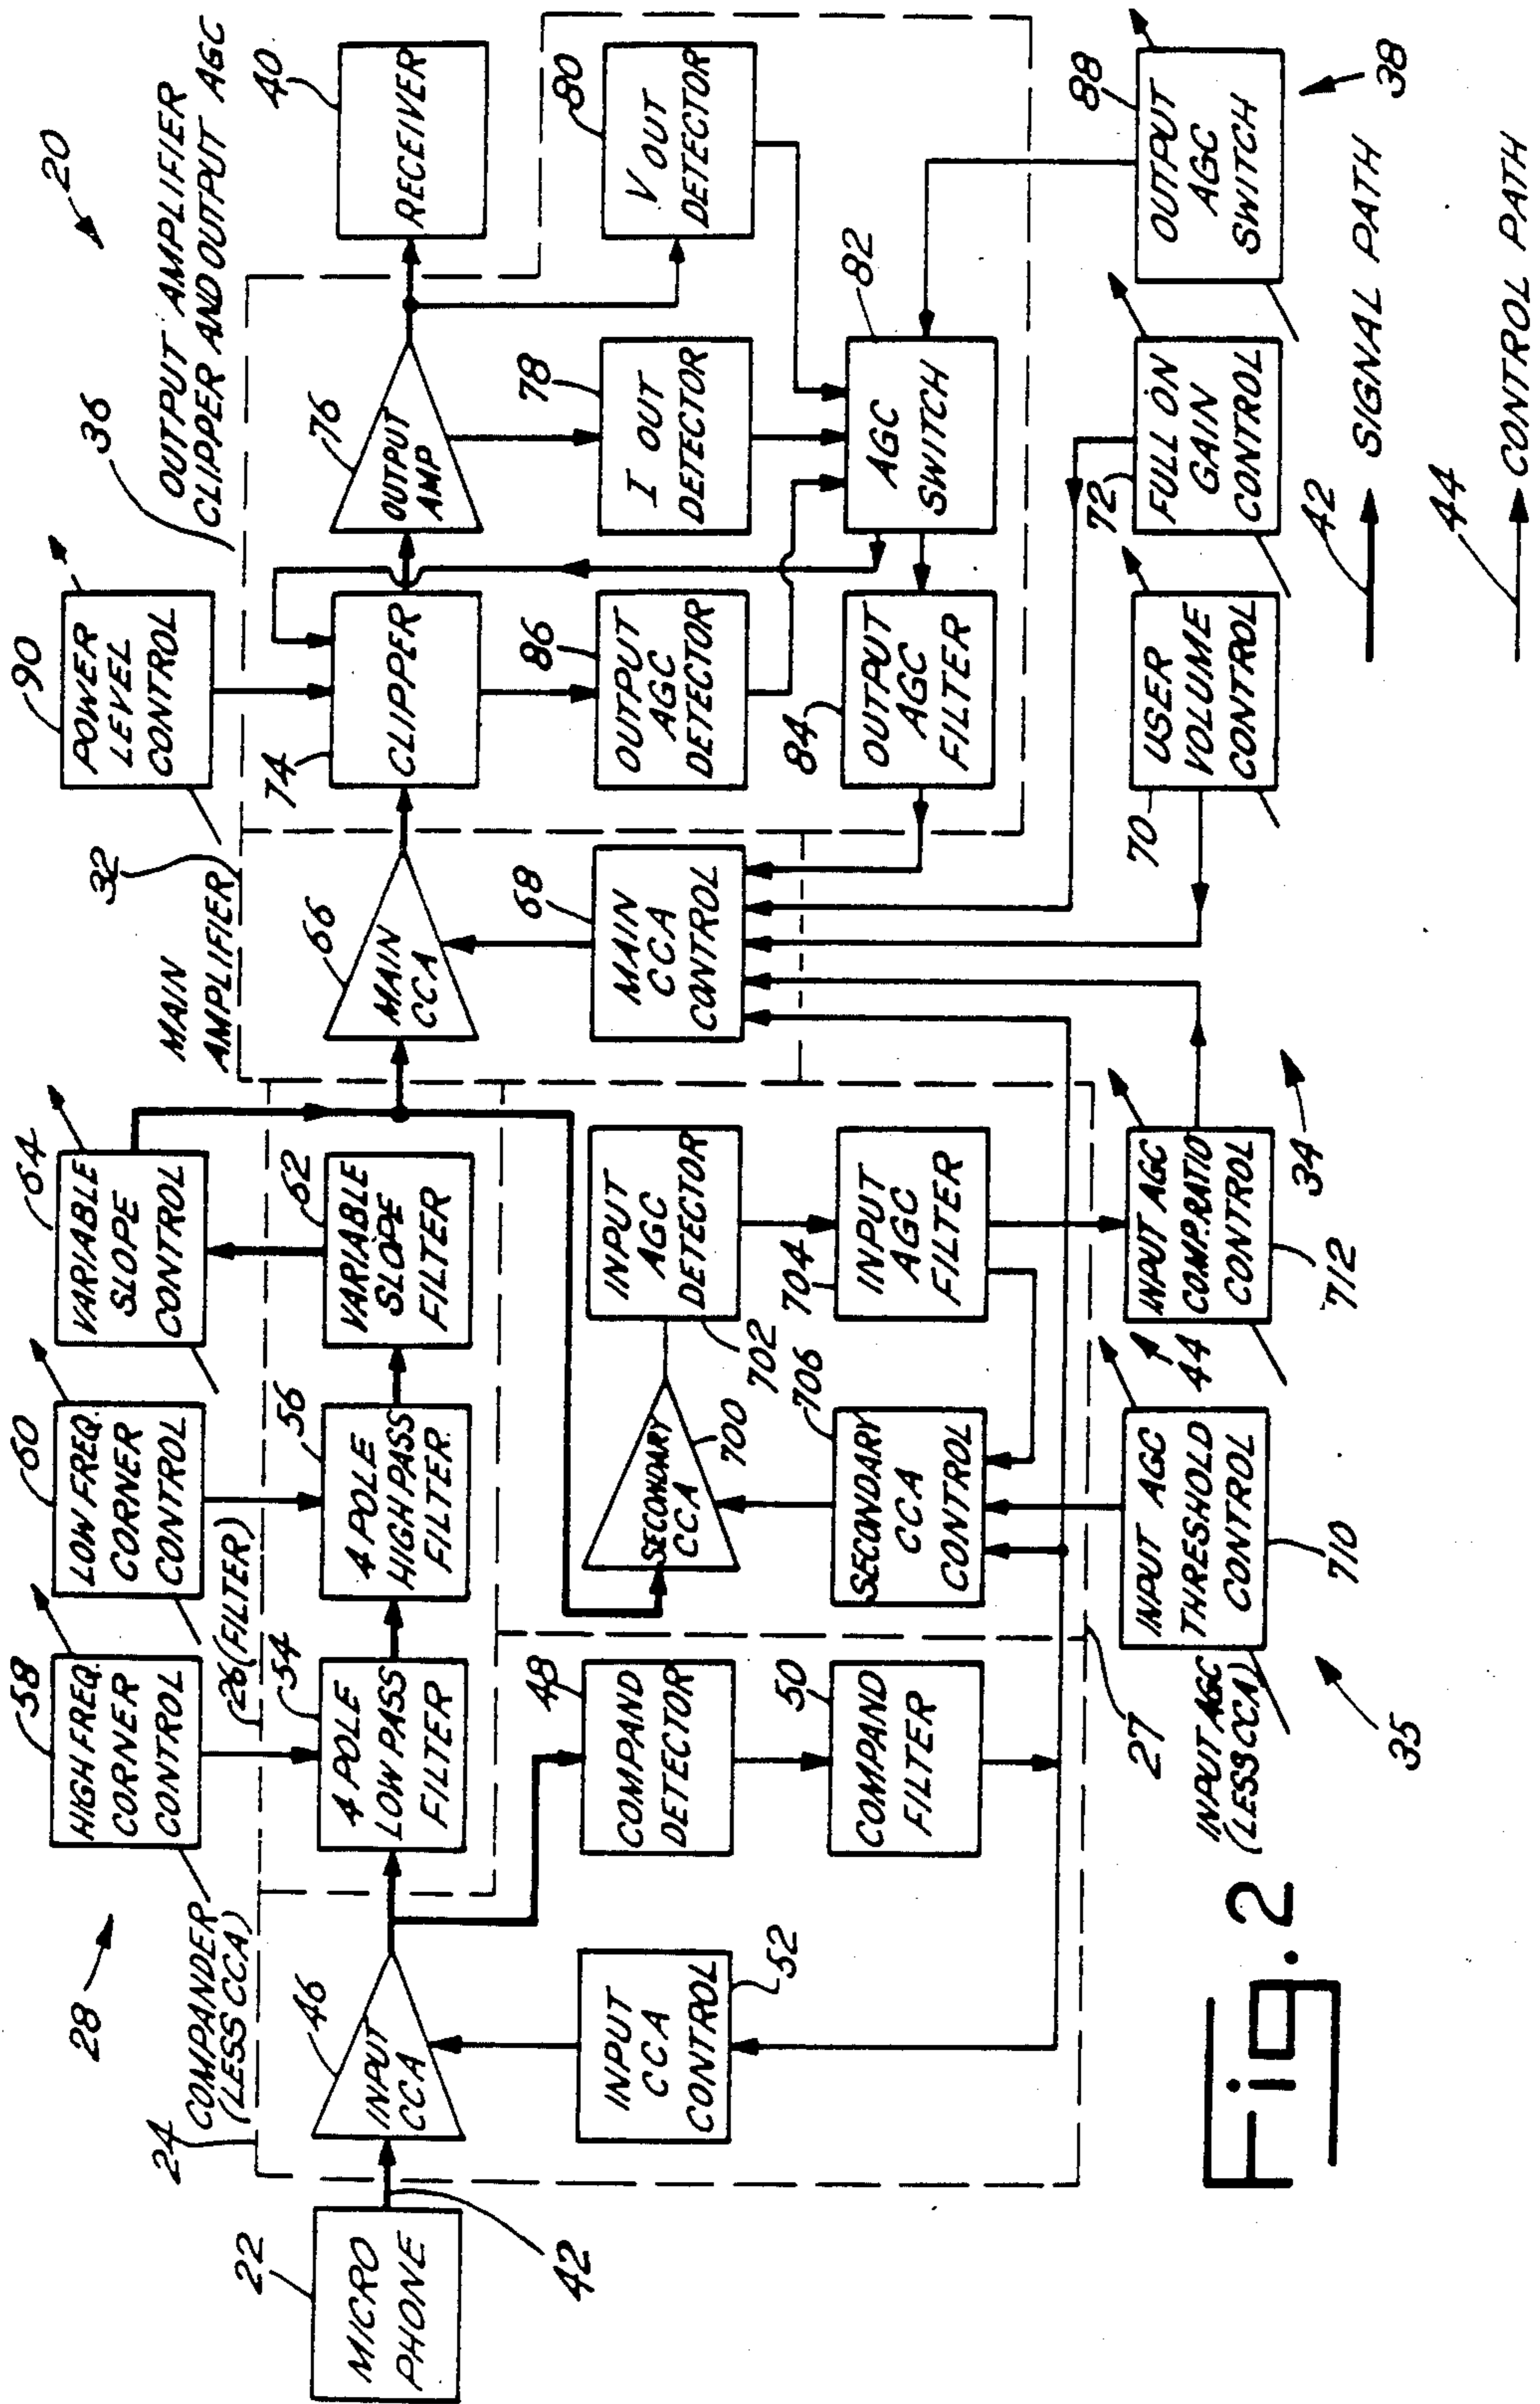 20
OUTPUT AMPLIFIER
CLIPPER AND OUTPUT AGC
36
28
58
HIGH FREQ.
CORNER
CONTROL
60
LOW FREQ.
CORNER
CONTROL
64
VARIABLE
SLOPE
CONTROL
MAIN
AMPLIFIER
32
90
POWER
LEVEL
CONTROL
24
COMPANDER
(LESS CCA)
26 (FILTER)
22
MICRO
PHONE
42
46
INPUT
CCA
54
4 POLE
LOW PASS
FILTER
56
4 POLE
HIGH PASS
FILTER
62
VARIABLE
SLOPE
FILTER
66
MAIN
CCA
74
CLIPPER
76
OUTPUT
AMP
40
RECEIVER
52
INPUT
CCA
CONTROL
48
COMPAND
DETECTOR
700
SECONDARY
CCA
702
INPUT
AGC
DETECTOR
68
MAIN
CCA
CONTROL
86
OUTPUT
AGC
DETECTOR
78
I OUT
DETECTOR
80
V OUT
DETECTOR
50
COMPAND
FILTER
706
SECONDARY
CCA
CONTROL
704
INPUT
AGC
FILTER
84
OUTPUT
AGC
FILTER
82
AGC
SWITCH
27
INPUT AGC
(LESS CCA)
35
710
INPUT AGC
THRESHOLD
CONTROL
44
712
INPUT AGC
COMP. RATIO
CONTROL
34
70
USER
VOLUME
CONTROL
72
FULL ON
GAIN
CONTROL
88
OUTPUT
AGC
SWITCH
38
42
SIGNAL PATH
44
CONTROL PATH
Fig. 2